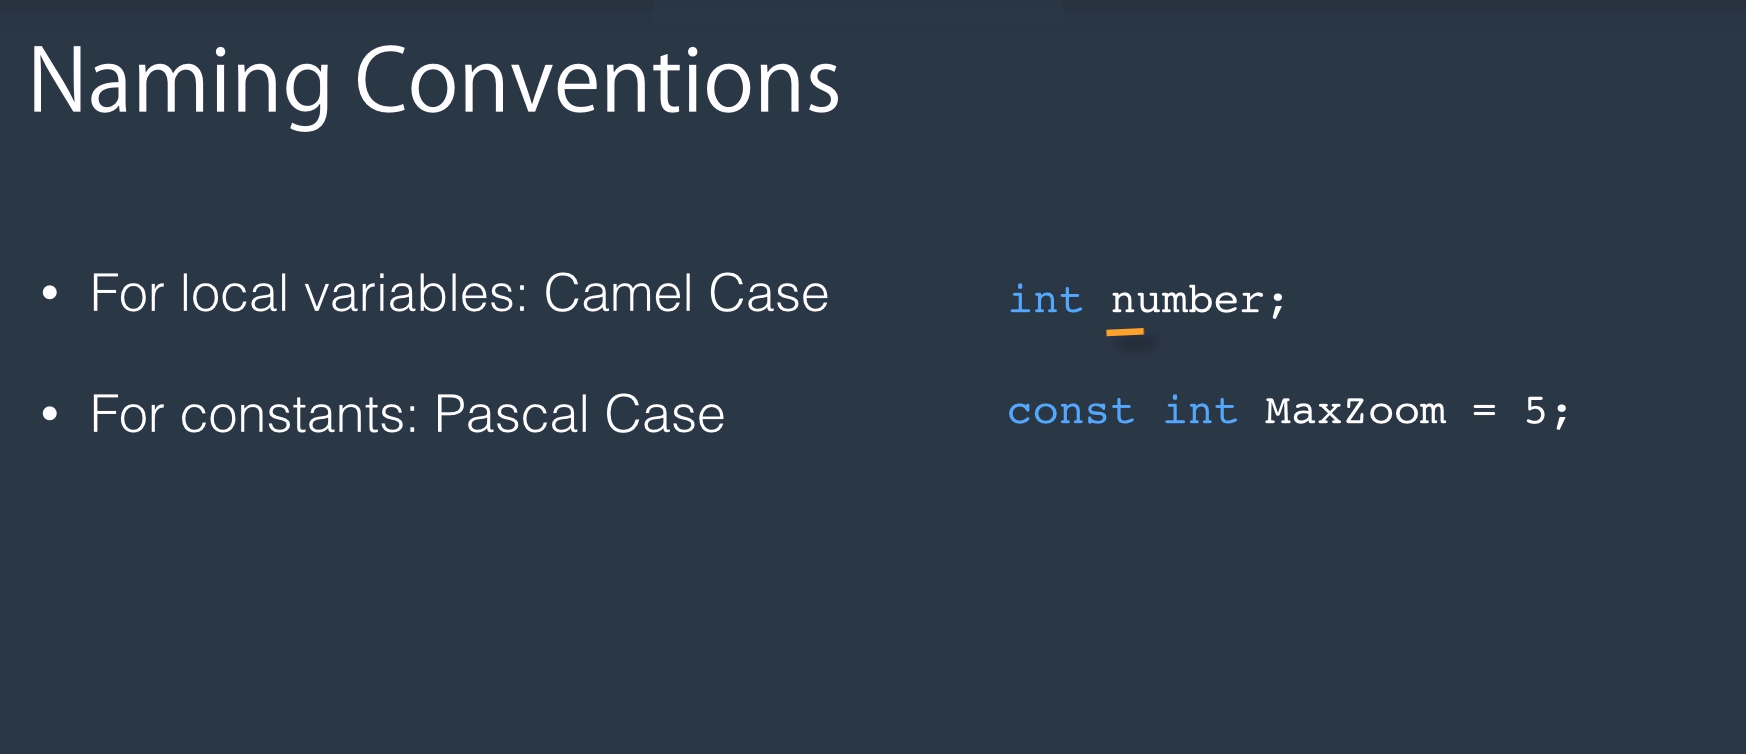 Naming Conventions
• For local variables: Camel Case
int number;
• For constants: Pascal Case
const int MaxZoom = 5;